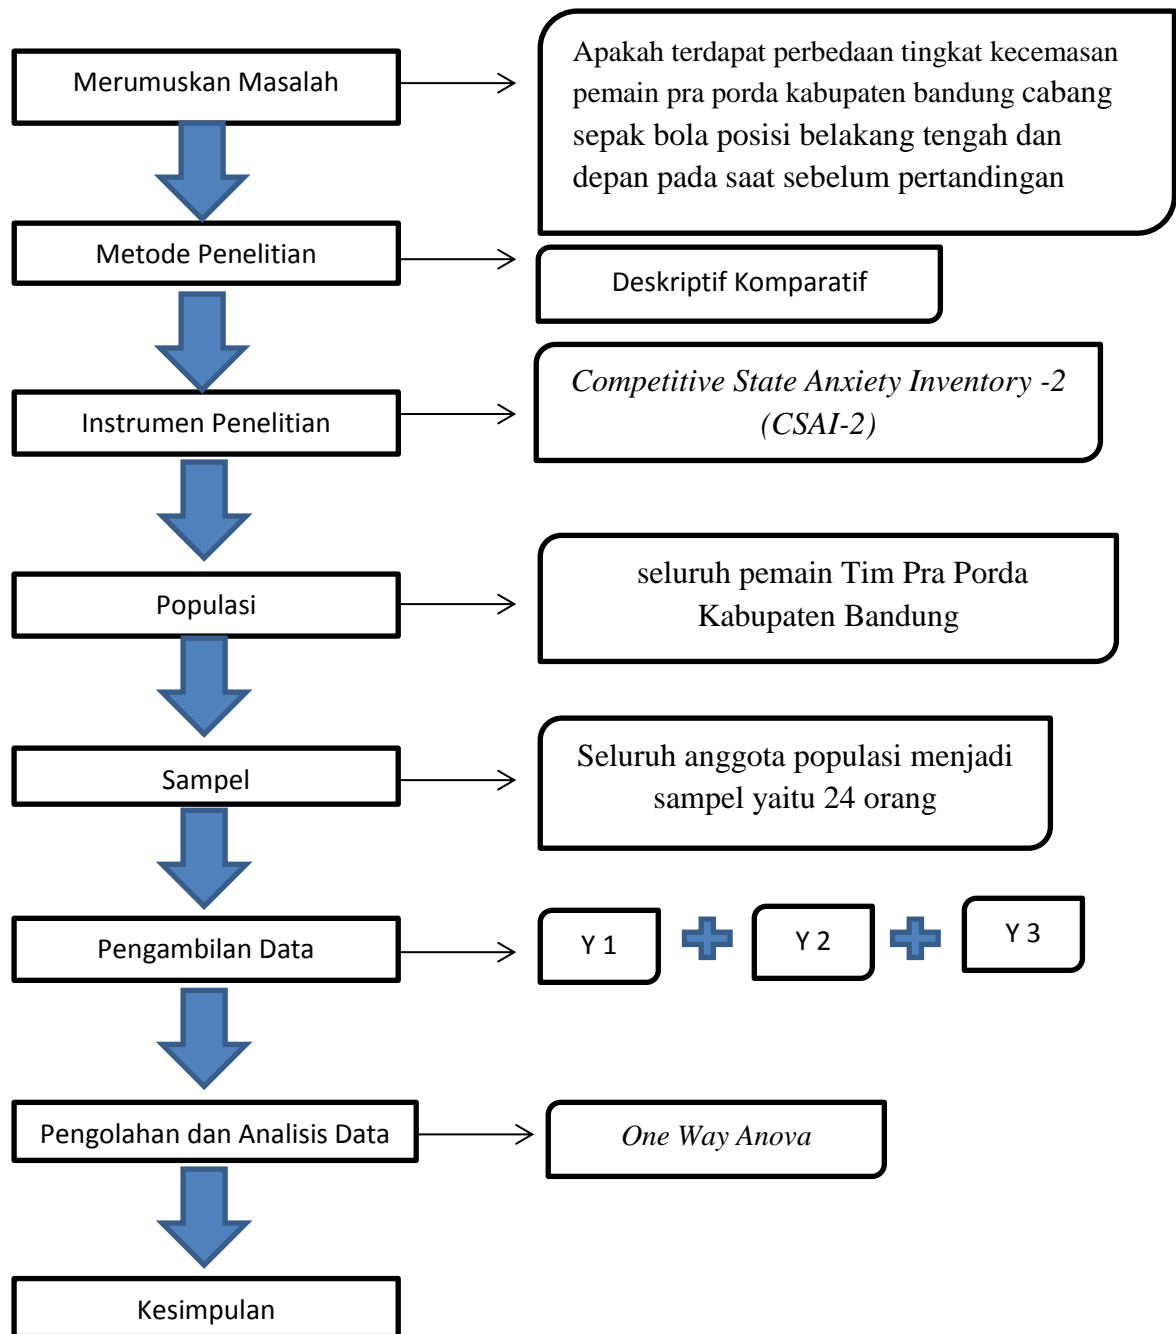 Merumuskan Masalah
Apakah terdapat perbedaan tingkat kecemasan
pemain pra porda kabupaten bandung cabang
sepak bola posisi belakang tengah dan
depan pada saat sebelum pertandingan
Metode Penelitian
Deskriptif Komparatif
Instrumen Penelitian
Competitive State Anxiety Inventory -2
(CSAI-2)
Populasi
seluruh pemain Tim Pra Porda
Kabupaten Bandung
Sampel
Seluruh anggota populasi menjadi
sampel yaitu 24 orang
Pengambilan Data
Y 1
Y 2
Y 3
Pengolahan dan Analisis Data
One Way Anova
Kesimpulan